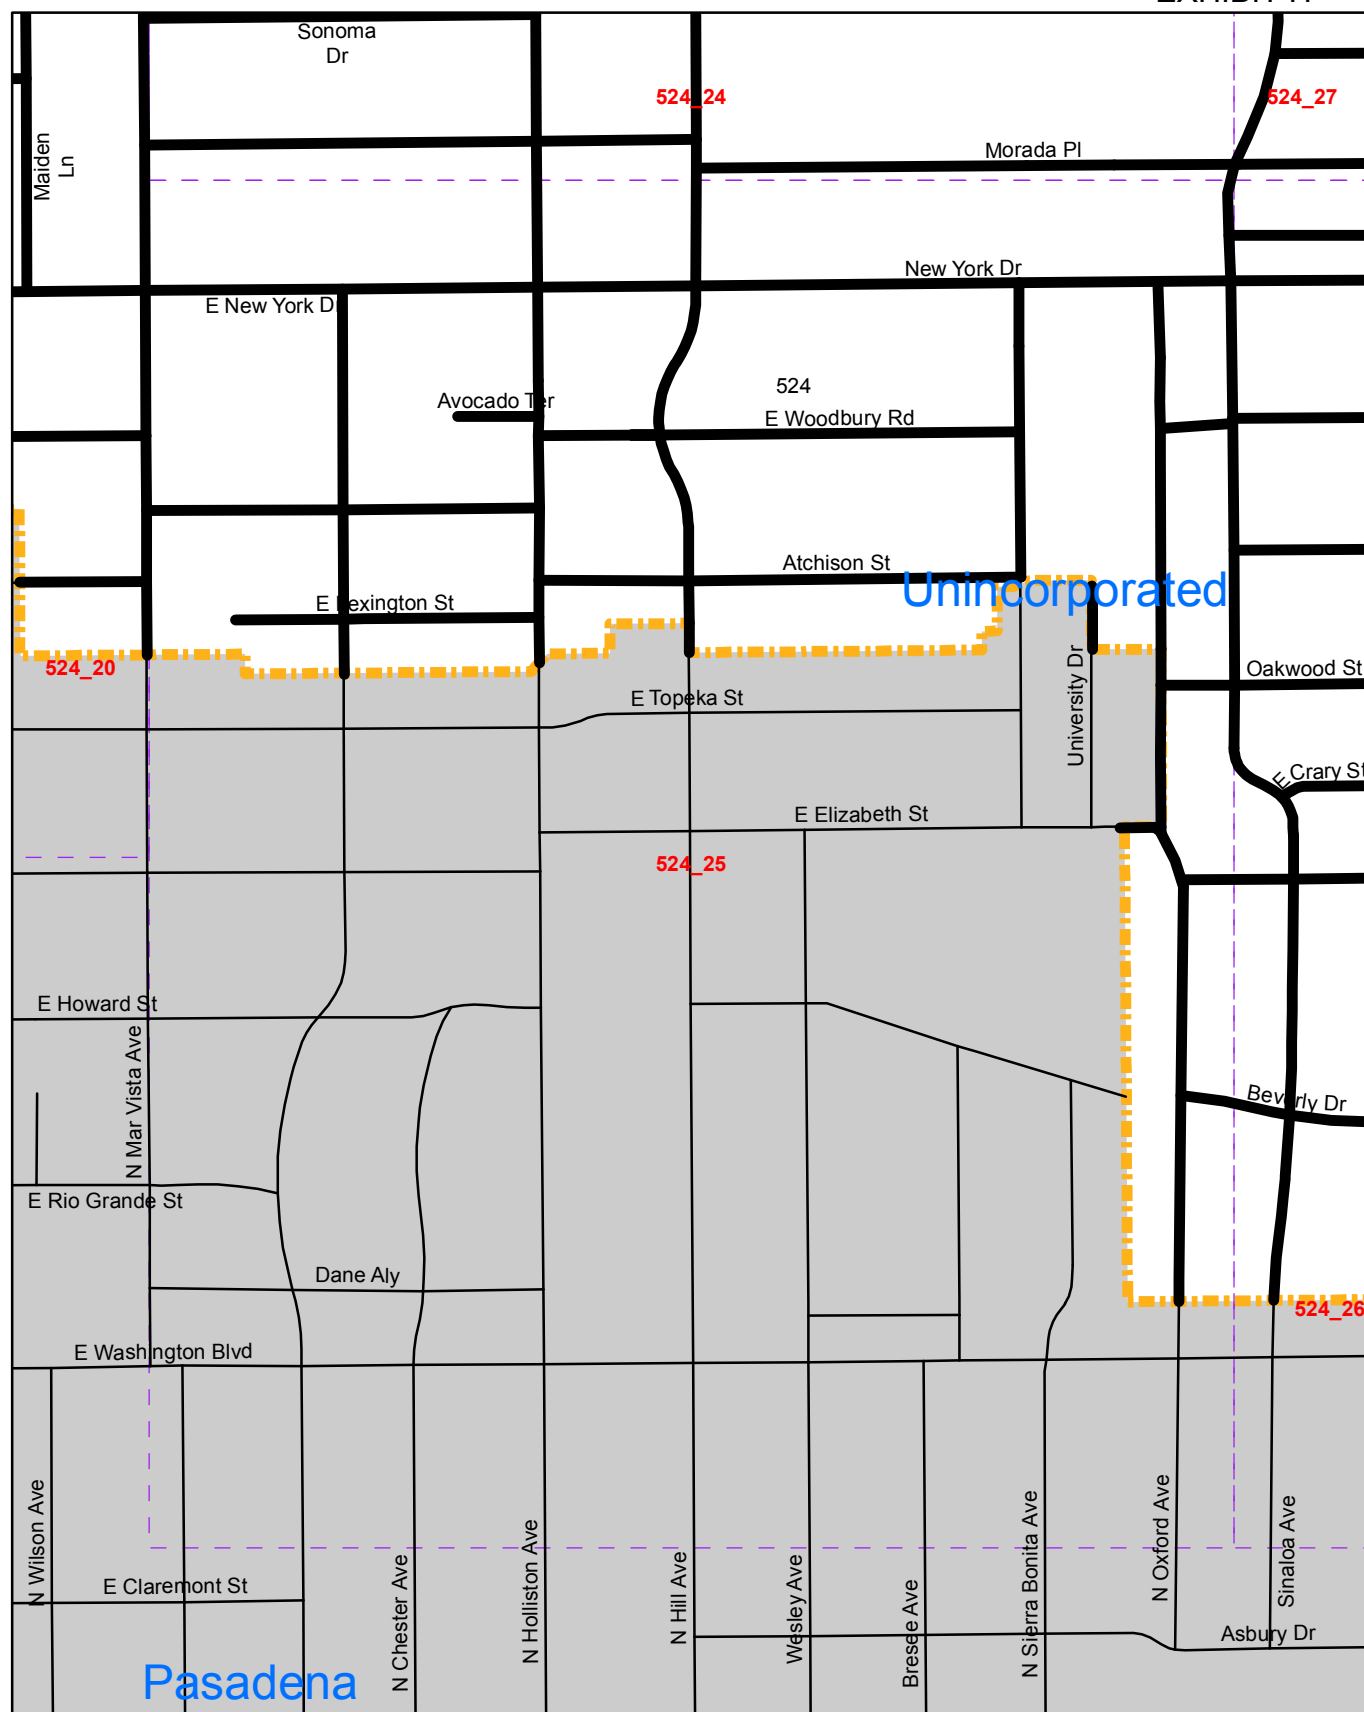 Sonoma
Dr
524_24
524_27
Maiden
Ln
Morada Pl
New York Dr
E New York Dr
524
Avocado Ter
E Woodbury Rd
Atchison St
Unincorporated
E Lexington St
524_20
Oakwood St
E Topeka St
University Dr
E Crary St
E Elizabeth St
524_25
E Howard St
N Mar Vista Ave
Beverly Dr
E Rio Grande St
Dane Aly
524_26
E Washington Blvd
N Wilson Ave
N Chester Ave
N Holliston Ave
N Hill Ave
Wesley Ave
Bresee Ave
N Sierra Bonita Ave
N Oxford Ave
Sinaloa Ave
E Claremont St
Asbury Dr
Pasadena